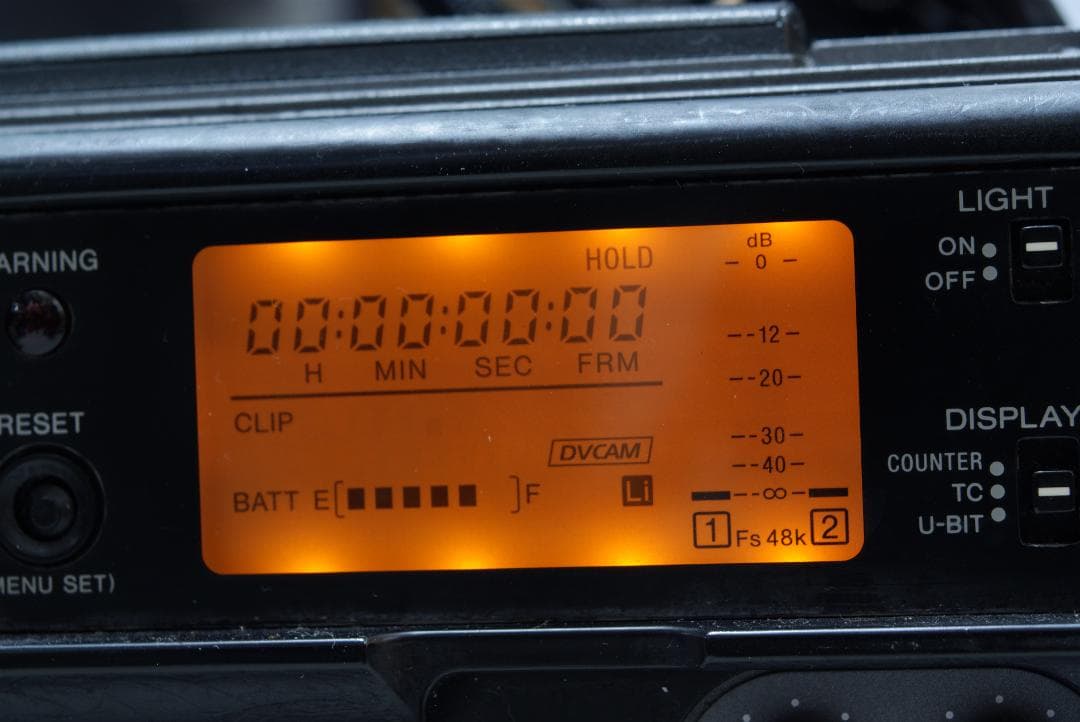 ARNING
RESET
MENU SET)
HOLD
00:00:00:00
H MIN SEC FRM
CLIP
DVCAM
BATT E[ ]F
Li
dB
0
--12-
--20-
--30-
--40-
--∞-
1 Fs 48k 2
LIGHT
ON
OFF
DISPLAY
COUNTER
TC
U-BIT